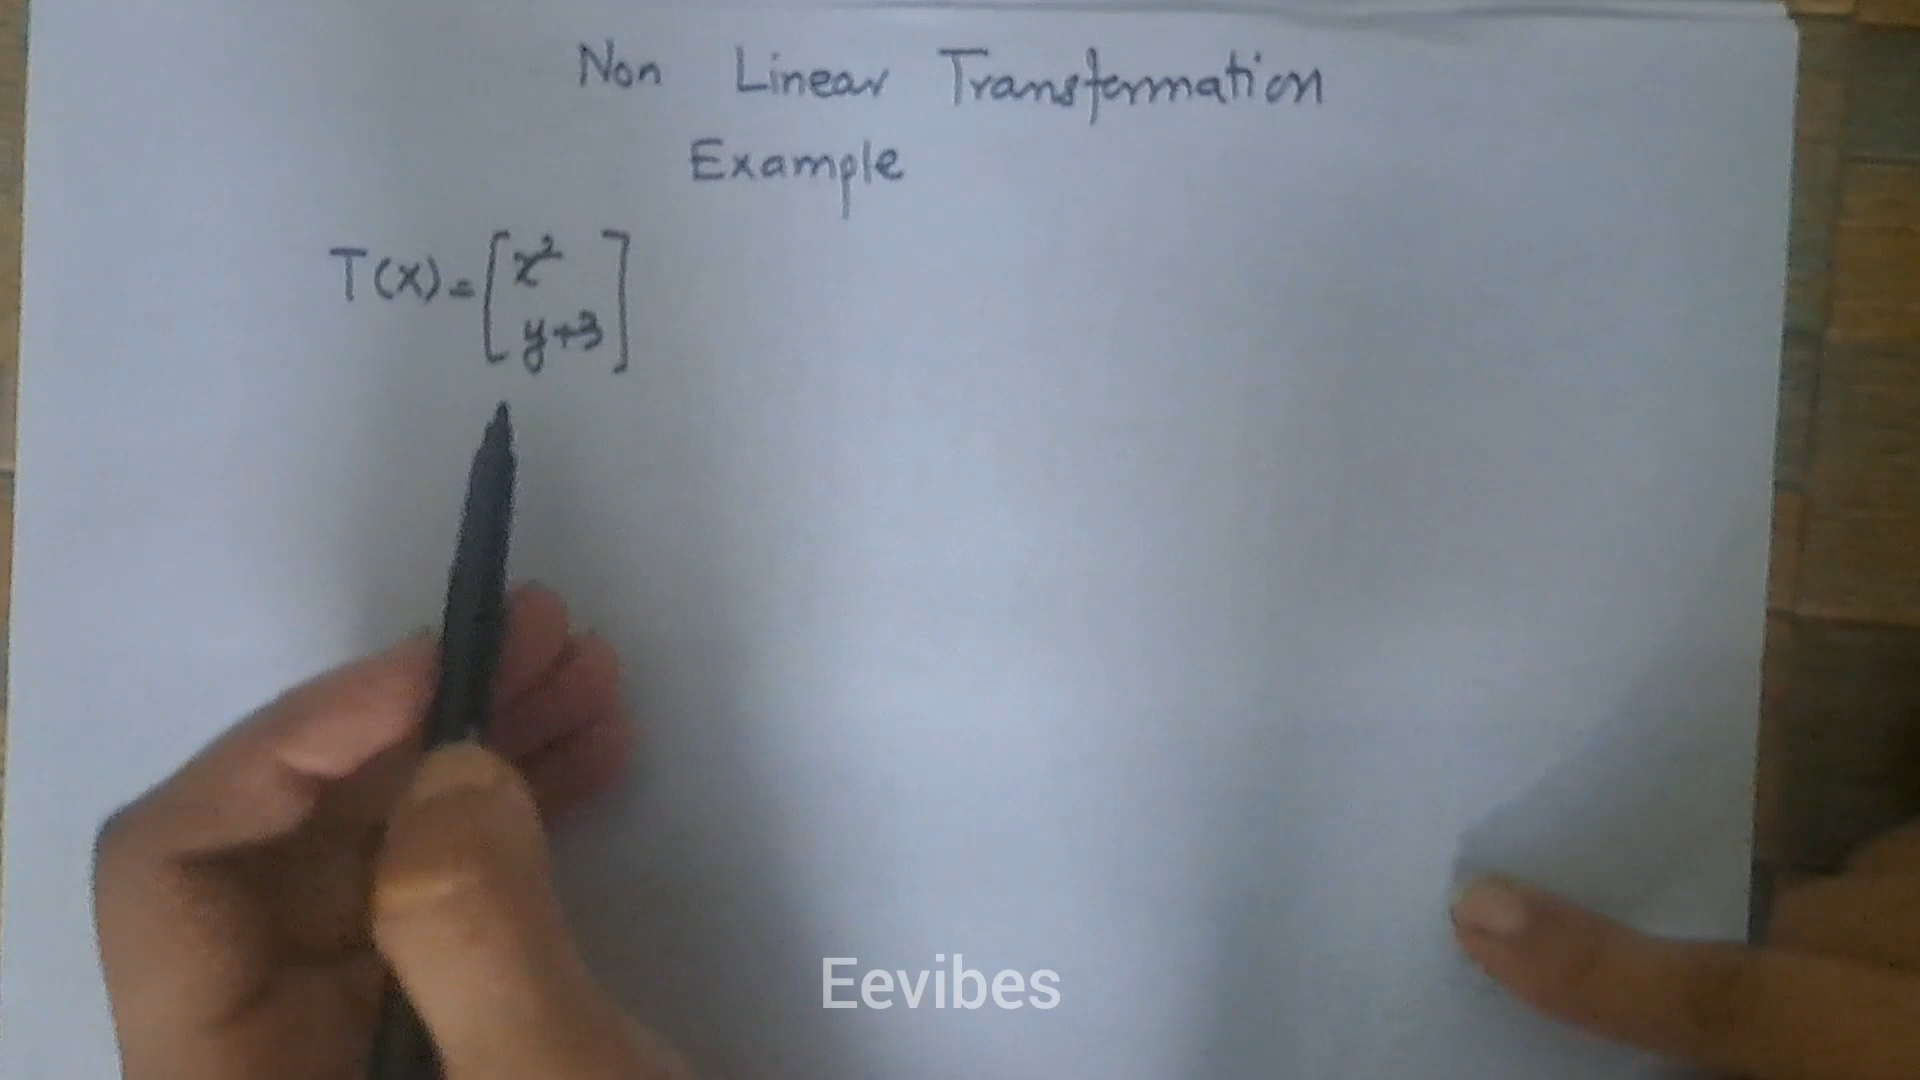 Non Linear Transformation
Example
T(x) = [x²
y+3]
Eevibes